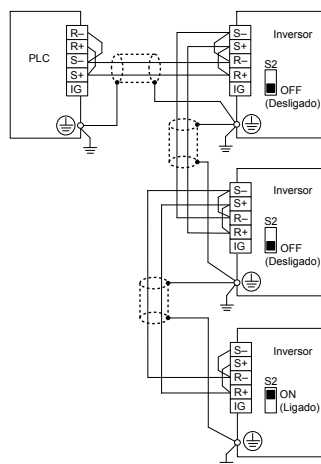 PLC
R–
R+
S–
S+
IG
S–
S+
R–
R+
IG
Inversor
S2
OFF
(Desligado)
S–
S+
R–
R+
IG
Inversor
S2
OFF
(Desligado)
S–
S+
R–
R+
IG
Inversor
S2
ON
(Ligado)